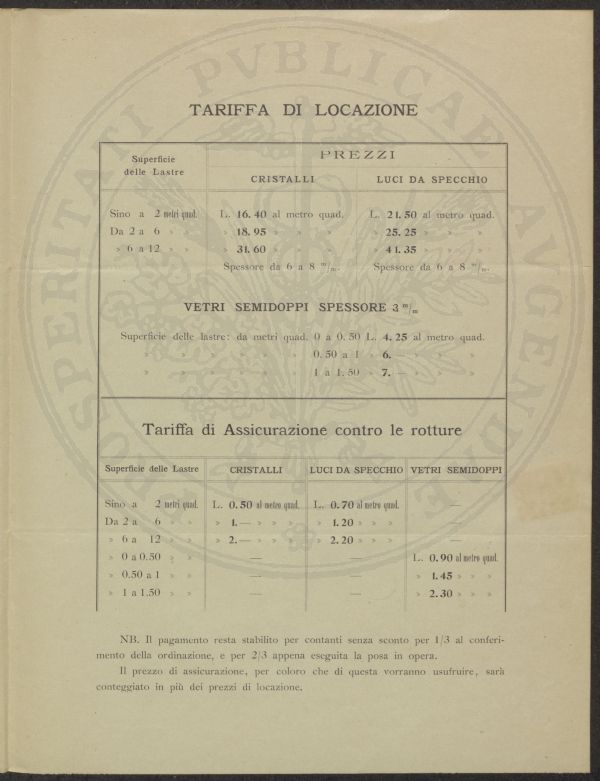 PROSPERITATI PVBLICAE AVGENDAE
TARIFFA DI LOCAZIONE
Superficie
delle Lastre
PREZZI
CRISTALLI LUCI DA SPECCHIO
Sino a 2 metri quad. L. 16.40 al metro quad. L. 21.50 al metro quad.
Da 2 a 6 » » » 18.95 » » » » 25.25 » » »
» 6 a 12 » » » 31.60 » » » » 41.35 » » »
Spessore da 6 a 8 m/m. Spessore da 6 a 8 m/m.
VETRI SEMIDOPPI SPESSORE 3 m/m
Superficie delle lastre: da metri quad. 0 a 0.50 L. 4.25 al metro quad.
» » » » » 0.50 a 1 » 6.— » » »
» » » » » 1 a 1.50 » 7.— » » »
Tariffa di Assicurazione contro le rotture
Superficie delle Lastre CRISTALLI LUCI DA SPECCHIO VETRI SEMIDOPPI
Sino a 2 metri quad. L. 0.50 al metro quad. L. 0.70 al metro quad. —
Da 2 a 6 » » » 1.— » » » » 1.20 » » » —
» 6 a 12 » » » 2.— » » » » 2.20 » » » —
» 0 a 0.50 » » — — L. 0.90 al metro quad.
» 0.50 a 1 » » — — » 1.45 » » »
» 1 a 1.50 » » — — » 2.30 » » »
NB. Il pagamento resta stabilito per contanti senza sconto per 1/3 al conferi-
mento della ordinazione, e per 2/3 appena eseguita la posa in opera.
Il prezzo di assicurazione, per coloro che di questa vorranno usufruire, sarà
conteggiato in più dei prezzi di locazione.